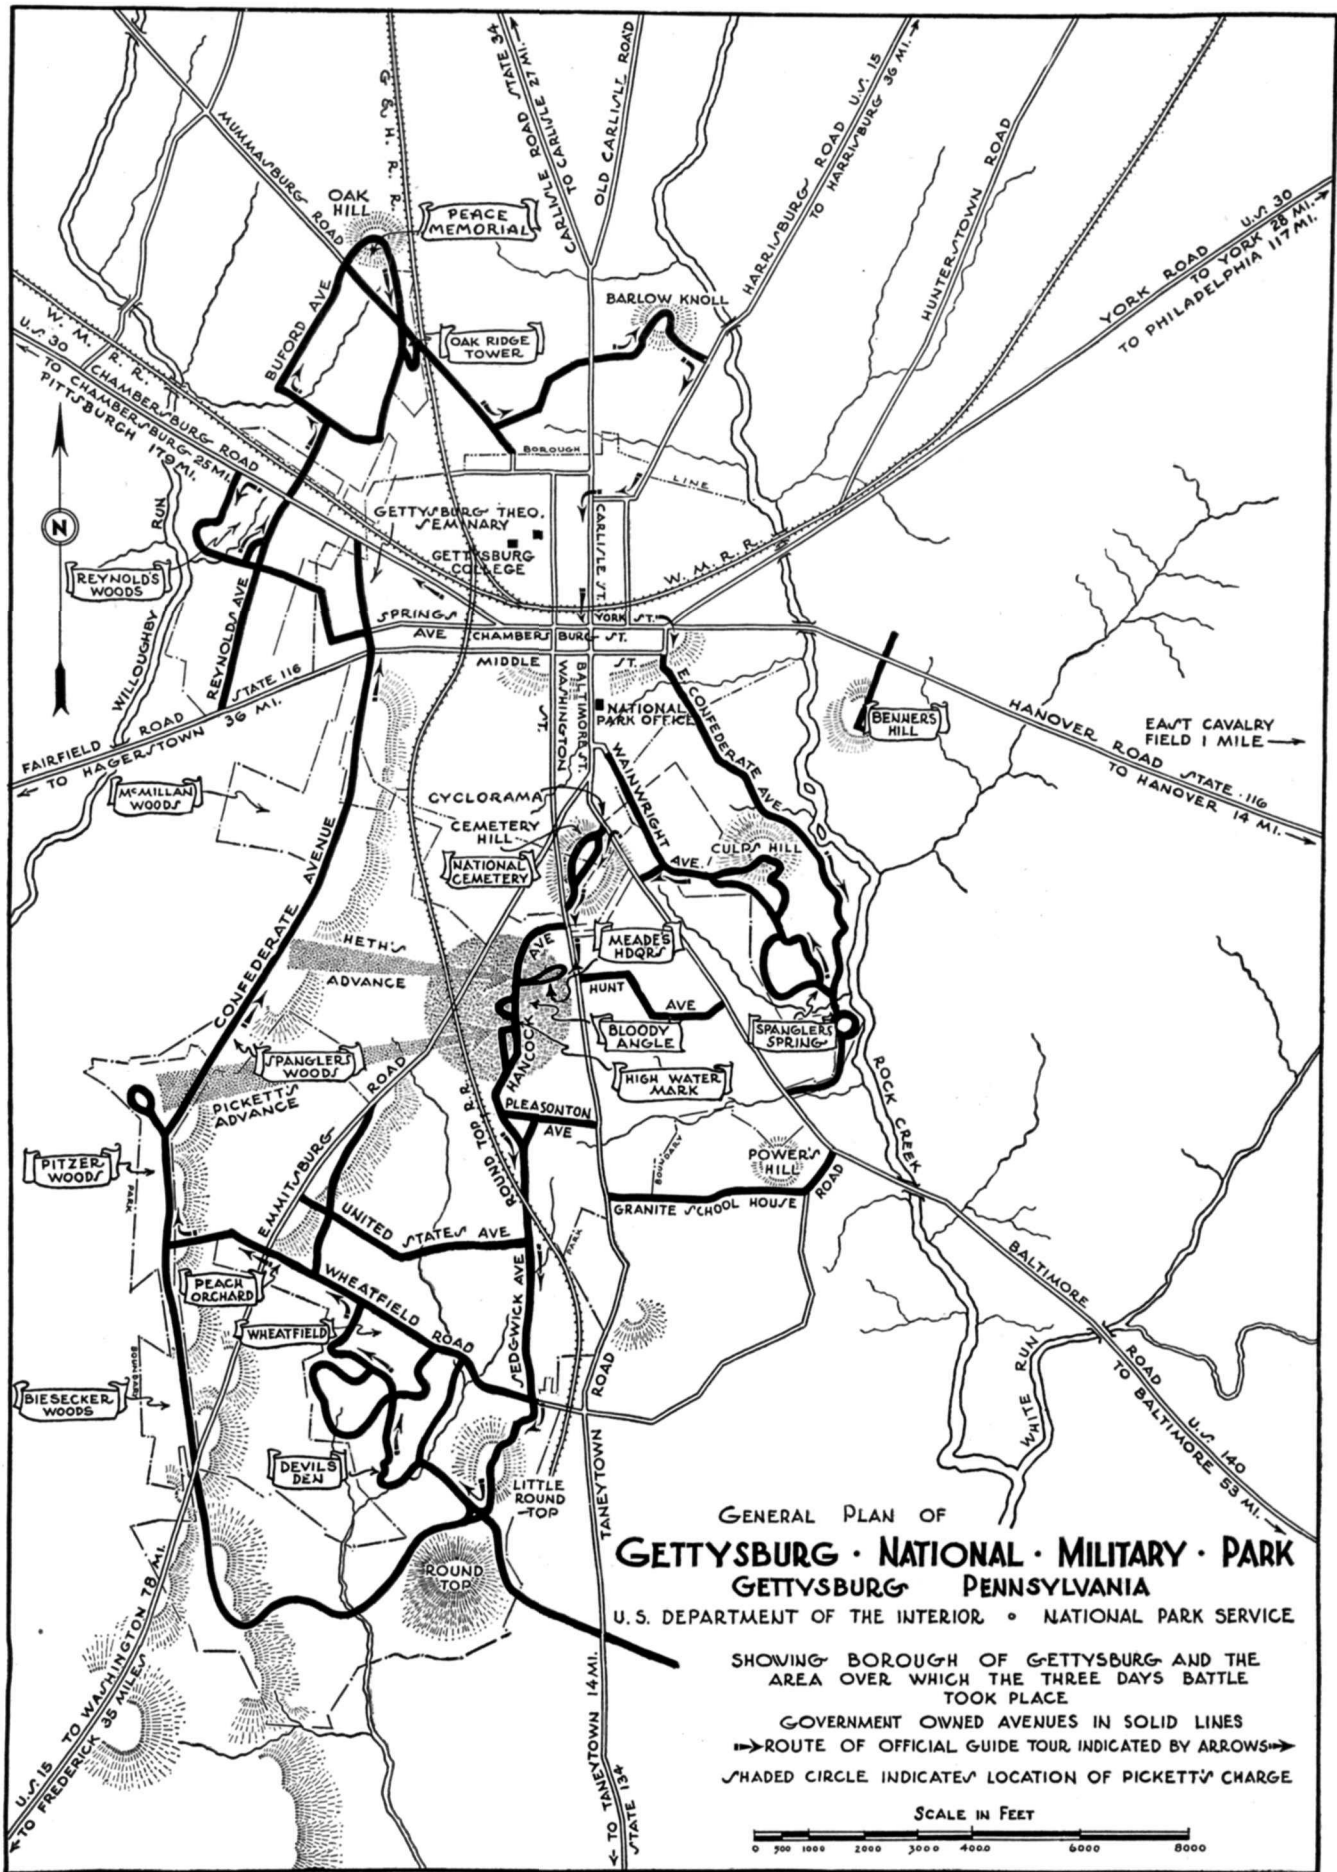 MUMMASBURG ROAD
G. & H. R. R.
CARLISLE ROAD STATE 34
TO CARLISLE 27 MI.
OLD CARLISLE ROAD
HARRISBURG ROAD U.S. 15
TO HARRISBURG 36 MI.
HUNTERSTOWN ROAD
YORK ROAD U.S. 30
TO YORK 28 MI.
TO PHILADELPHIA 117 MI.
OAK
HILL
PEACE
MEMORIAL
BUFORD AVE
OAK RIDGE
TOWER
BARLOW KNOLL
W. M. R. R.
U.S. 30
CHAMBERSBURG ROAD
TO CHAMBERSBURG 25 MI.
PITTSBURGH 179 MI.
N
BOROUGH
LINE
GETTYSBURG THEO.
SEMINARY
GETTYSBURG
COLLEGE
CARLISLE ST.
W. M. R. R.
REYNOLD'S
WOODS
WILLOUGHBY RUN
REYNOLDS AVE
SPRINGS
AVE
CHAMBERSBURG ST.
YORK ST.
MIDDLE ST.
WASHINGTON ST.
BALTIMORE ST.
NATIONAL
PARK OFFICE
E. CONFEDERATE AVE.
BENNERS
HILL
HANOVER ROAD STATE 116
TO HANOVER 14 MI.
EAST CAVALRY
FIELD 1 MILE
FAIRFIELD ROAD STATE 116
TO HAGERSTOWN 36 MI.
McMILLAN
WOODS
CYCLORAMA
CEMETERY
HILL
NATIONAL
CEMETERY
WAINWRIGHT AVE.
CULPS HILL
CONFEDERATE AVENUE
HETH'S
ADVANCE
AVE
MEADE'S
HDQRS
HUNT AVE
BLOODY
ANGLE
SPANGLERS
SPRING
HANCOCK
HIGH WATER
MARK
SPANGLERS
WOODS
PICKETT'S
ADVANCE
ROCK CREEK
PLEASONTON
AVE
PITZER
WOODS
PARK
EMMITSBURG ROAD
ROUND TOP R. R.
BOUNDARY
POWER'S
HILL
GRANITE SCHOOL HOUSE ROAD
UNITED STATES AVE
PARK
PEACH
ORCHARD
WHEATFIELD ROAD
WHEATFIELD
SEDGWICK AVE
BALTIMORE ROAD U.S. 140
TO BALTIMORE 53 MI.
WHITE RUN
BOUNDARY
BIESECKER
WOODS
DEVILS
DEN
LITTLE
ROUND
TOP
TANEYTOWN ROAD
ROUND
TOP
U.S. 15 TO WASHINGTON 78 MI.
TO FREDERICK 35 MILES
TO TANEYTOWN 14 MI.
STATE 134
GENERAL PLAN OF
GETTYSBURG · NATIONAL · MILITARY · PARK
GETTYSBURG PENNSYLVANIA
U.S. DEPARTMENT OF THE INTERIOR ∘ NATIONAL PARK SERVICE
SHOWING BOROUGH OF GETTYSBURG AND THE
AREA OVER WHICH THE THREE DAYS BATTLE
TOOK PLACE
GOVERNMENT OWNED AVENUES IN SOLID LINES
ROUTE OF OFFICIAL GUIDE TOUR INDICATED BY ARROWS
SHADED CIRCLE INDICATES LOCATION OF PICKETT'S CHARGE
SCALE IN FEET
0 500 1000 2000 3000 4000 6000 8000